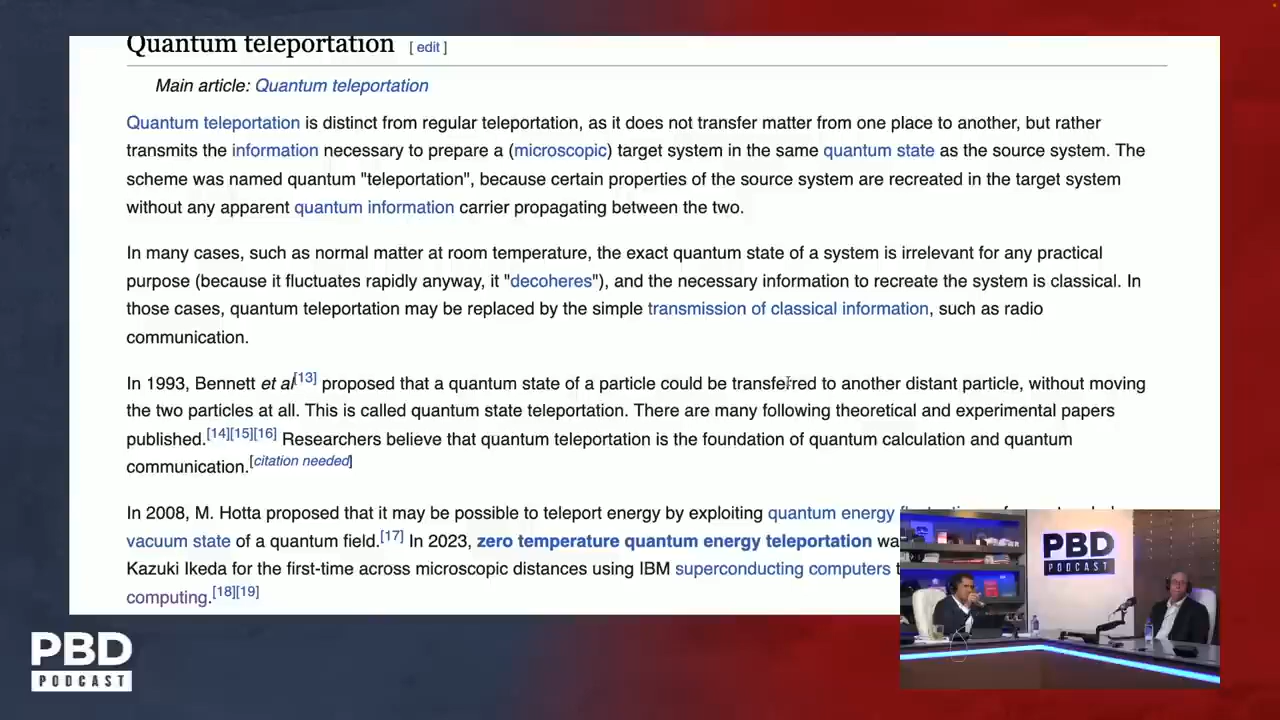 Quantum teleportation [ edit ]
Main article: Quantum teleportation
Quantum teleportation is distinct from regular teleportation, as it does not transfer matter from one place to another, but rather
transmits the information necessary to prepare a (microscopic) target system in the same quantum state as the source system. The
scheme was named quantum "teleportation", because certain properties of the source system are recreated in the target system
without any apparent quantum information carrier propagating between the two.
In many cases, such as normal matter at room temperature, the exact quantum state of a system is irrelevant for any practical
purpose (because it fluctuates rapidly anyway, it "decoheres"), and the necessary information to recreate the system is classical. In
those cases, quantum teleportation may be replaced by the simple transmission of classical information, such as radio
communication.
In 1993, Bennett et al[13] proposed that a quantum state of a particle could be transferred to another distant particle, without moving
the two particles at all. This is called quantum state teleportation. There are many following theoretical and experimental papers
published.[14][15][16] Researchers believe that quantum teleportation is the foundation of quantum calculation and quantum
communication.[citation needed]
In 2008, M. Hotta proposed that it may be possible to teleport energy by exploiting quantum energy
vacuum state of a quantum field.[17] In 2023, zero temperature quantum energy teleportation wa
Kazuki Ikeda for the first-time across microscopic distances using IBM superconducting computers
computing.[18][19]
PBD
PODCAST
PBD
PODCAST